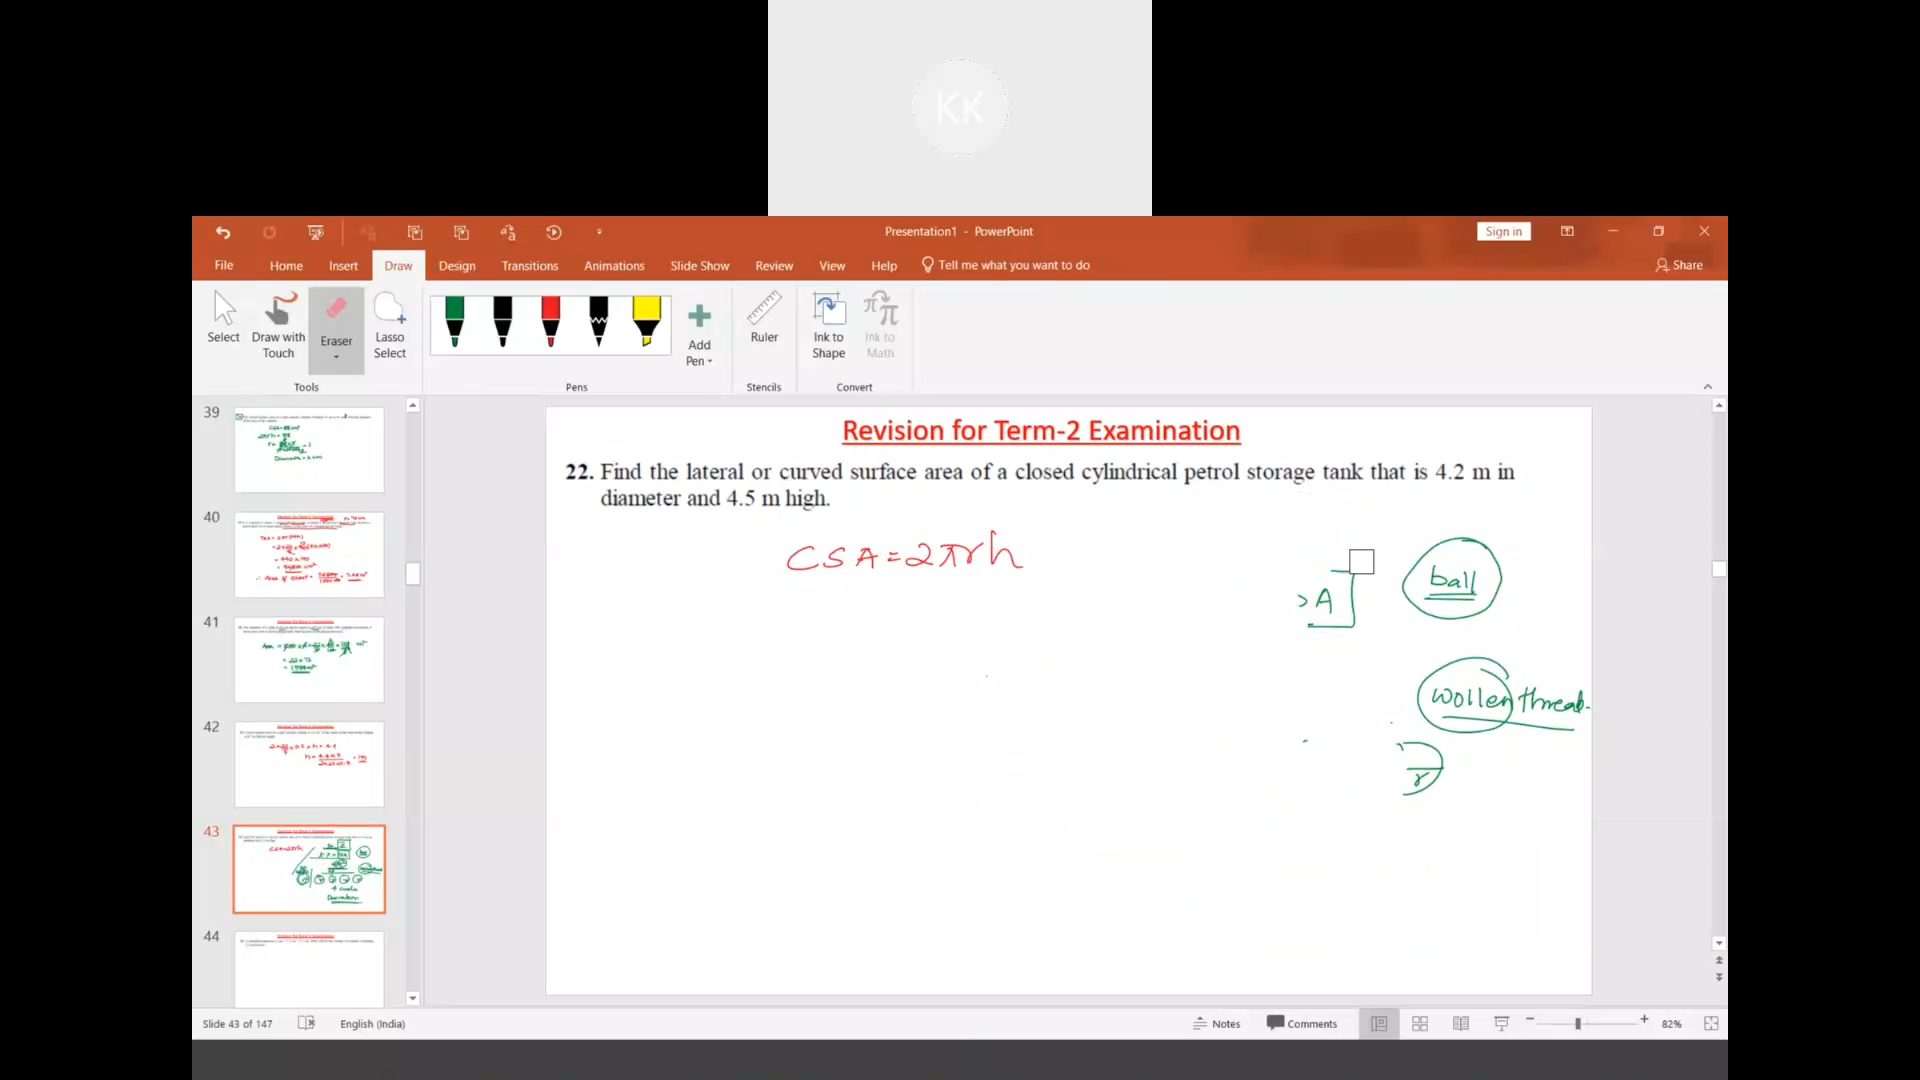 KK
Presentation1 - PowerPoint
Sign in
File Home Insert Draw Design Transitions Animations Slide Show Review View Help Tell me what you want to do Share
Select Draw with Touch Eraser Lasso Select
Add Pen
Ruler
Ink to Shape
Ink to Math
Tools Pens Stencils Convert
39
40
41
42
43
44
Revision for Term-2 Examination
22. Find the lateral or curved surface area of a closed cylindrical petrol storage tank that is 4.2 m in
diameter and 4.5 m high.
CSA = 2πrh
ball
A
wollen thread
r
Slide 43 of 147 English (India) Notes Comments 82%